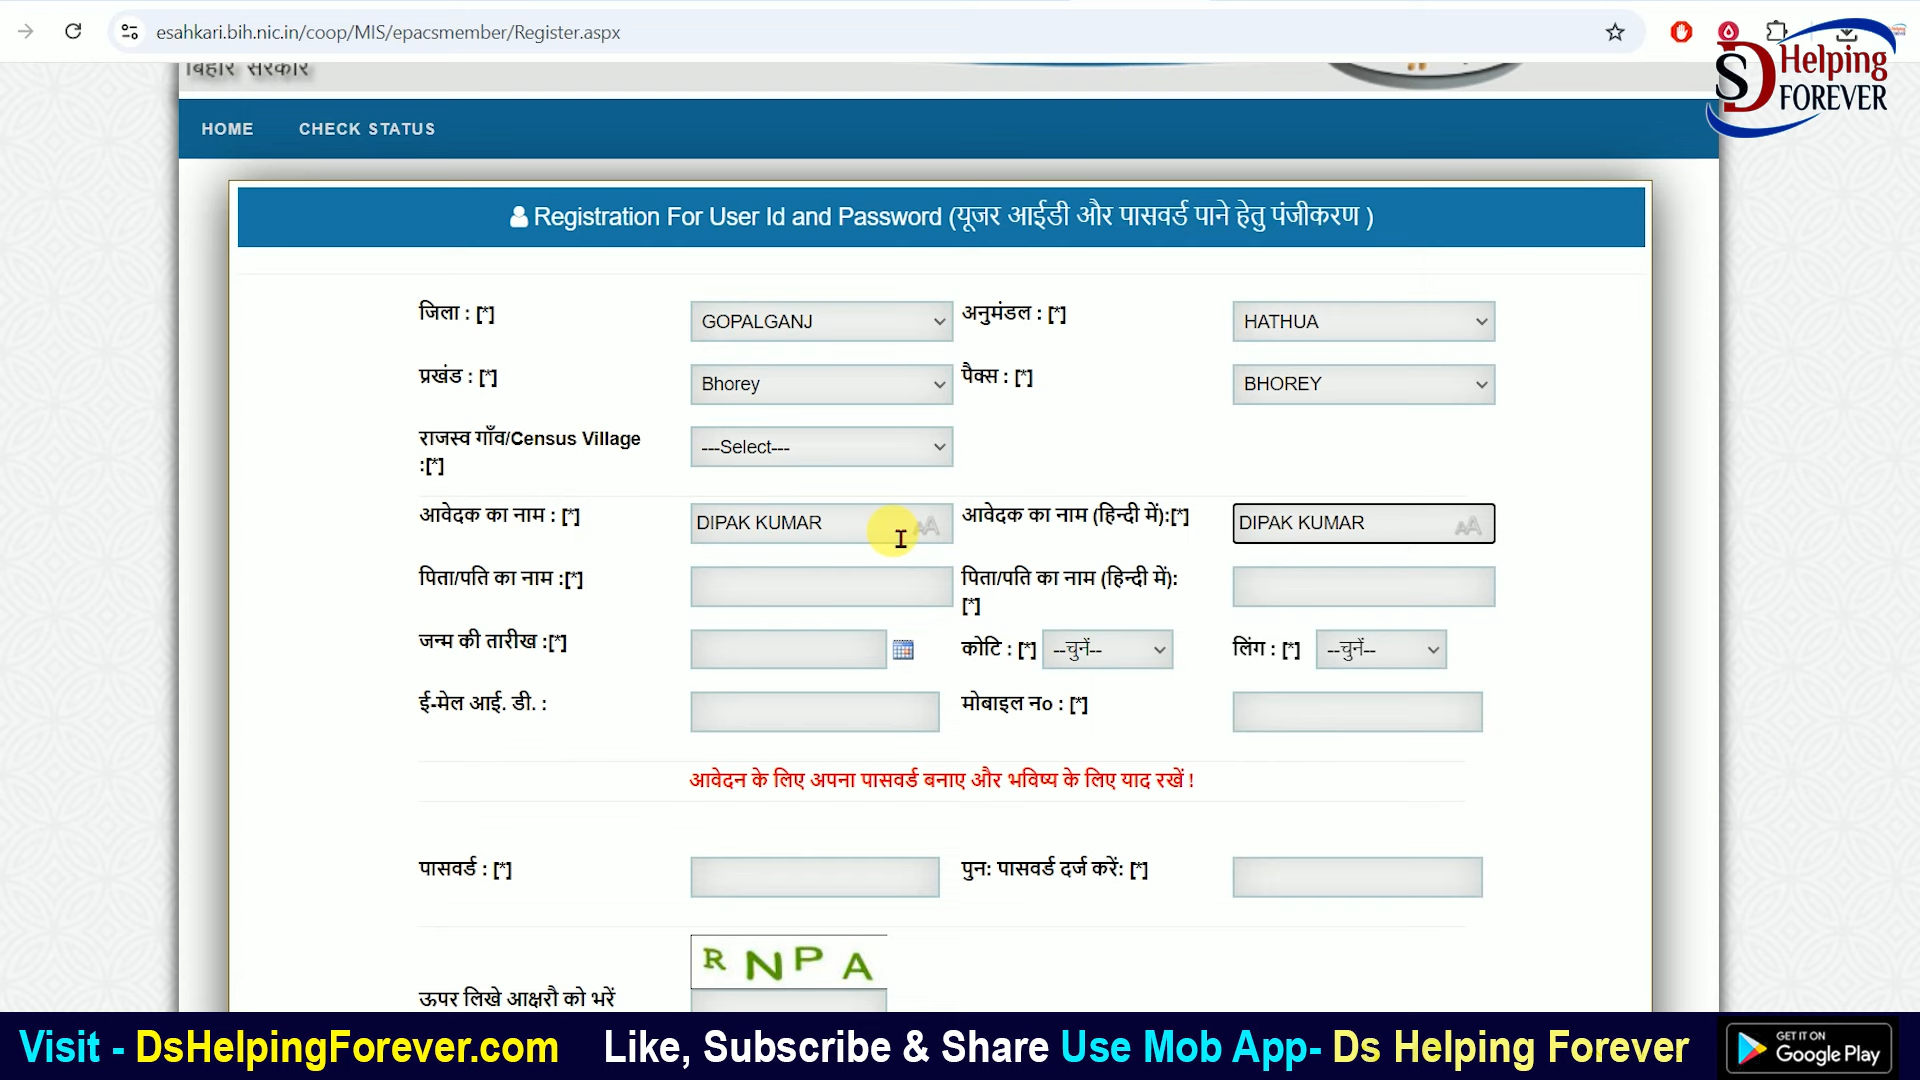 esahkari.bih.nic.in/coop/MIS/epacsmember/Register.aspx
SD Helping FOREVER
बिहार सरकार
HOME CHECK STATUS
Registration For User Id and Password (यूजर आईडी और पासवर्ड पाने हेतु पंजीकरण )
जिला : [*] GOPALGANJ अनुमंडल : [*] HATHUA
प्रखंड : [*] Bhorey पैक्स : [*] BHOREY
राजस्व गाँव/Census Village :[*] ---Select---
आवेदक का नाम : [*] DIPAK KUMAR आवेदक का नाम (हिन्दी में):[*] DIPAK KUMAR
पिता/पति का नाम :[*] पिता/पति का नाम (हिन्दी में): [*]
जन्म की तारीख :[*] कोटि : [*] --चुनें-- लिंग : [*] --चुनें--
ई-मेल आई. डी. : मोबाइल नo : [*]
आवेदन के लिए अपना पासवर्ड बनाए और भविष्य के लिए याद रखें !
पासवर्ड : [*] पुन: पासवर्ड दर्ज करें: [*]
R N P A
ऊपर लिखे आक्षरौ को भरें
Visit - DsHelpingForever.com Like, Subscribe & Share Use Mob App- Ds Helping Forever GET IT ON Google Play